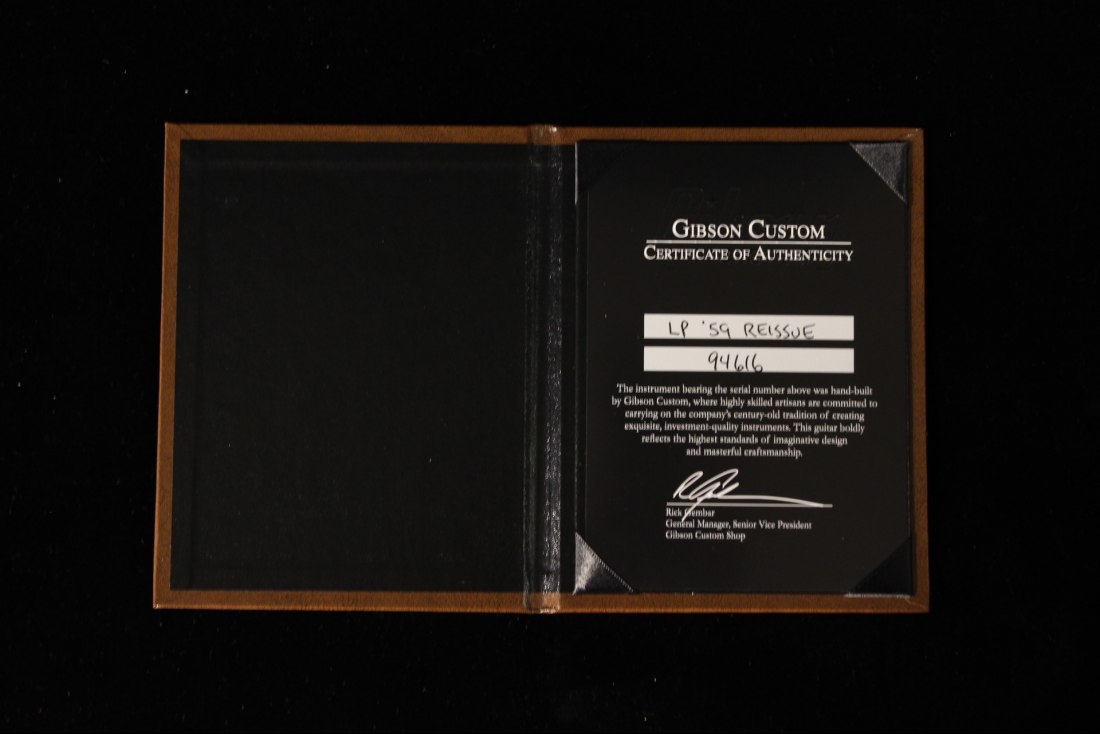 GIBSON CUSTOM
CERTIFICATE OF AUTHENTICITY
LP '59 REISSUE
94616
The instrument bearing the serial number above was hand-built
by Gibson Custom, where highly skilled artisans are committed to
carrying on the company's century-old tradition of creating
exquisite, investment-quality instruments. This guitar boldly
reflects the highest standards of imaginative design
and masterful craftsmanship.
Rick Gembar
General Manager, Senior Vice President
Gibson Custom Shop